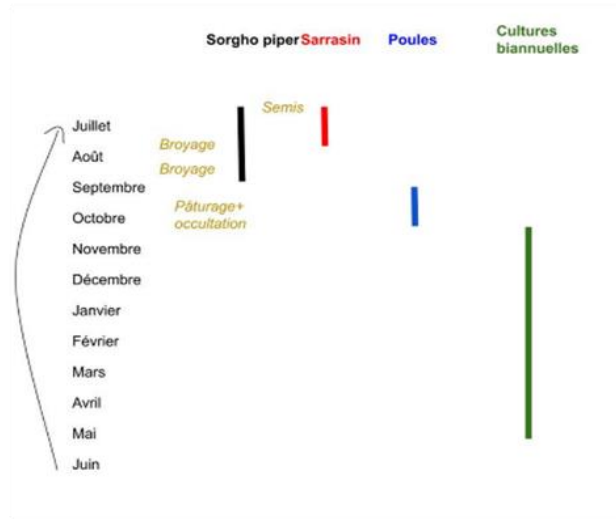 Sorgho piper Sarrasin Poules Cultures
biannuelles
Semis
Juillet
Broyage
Août
Broyage
Septembre
Pâturage+
occultation
Octobre
Novembre
Décembre
Janvier
Février
Mars
Avril
Mai
Juin